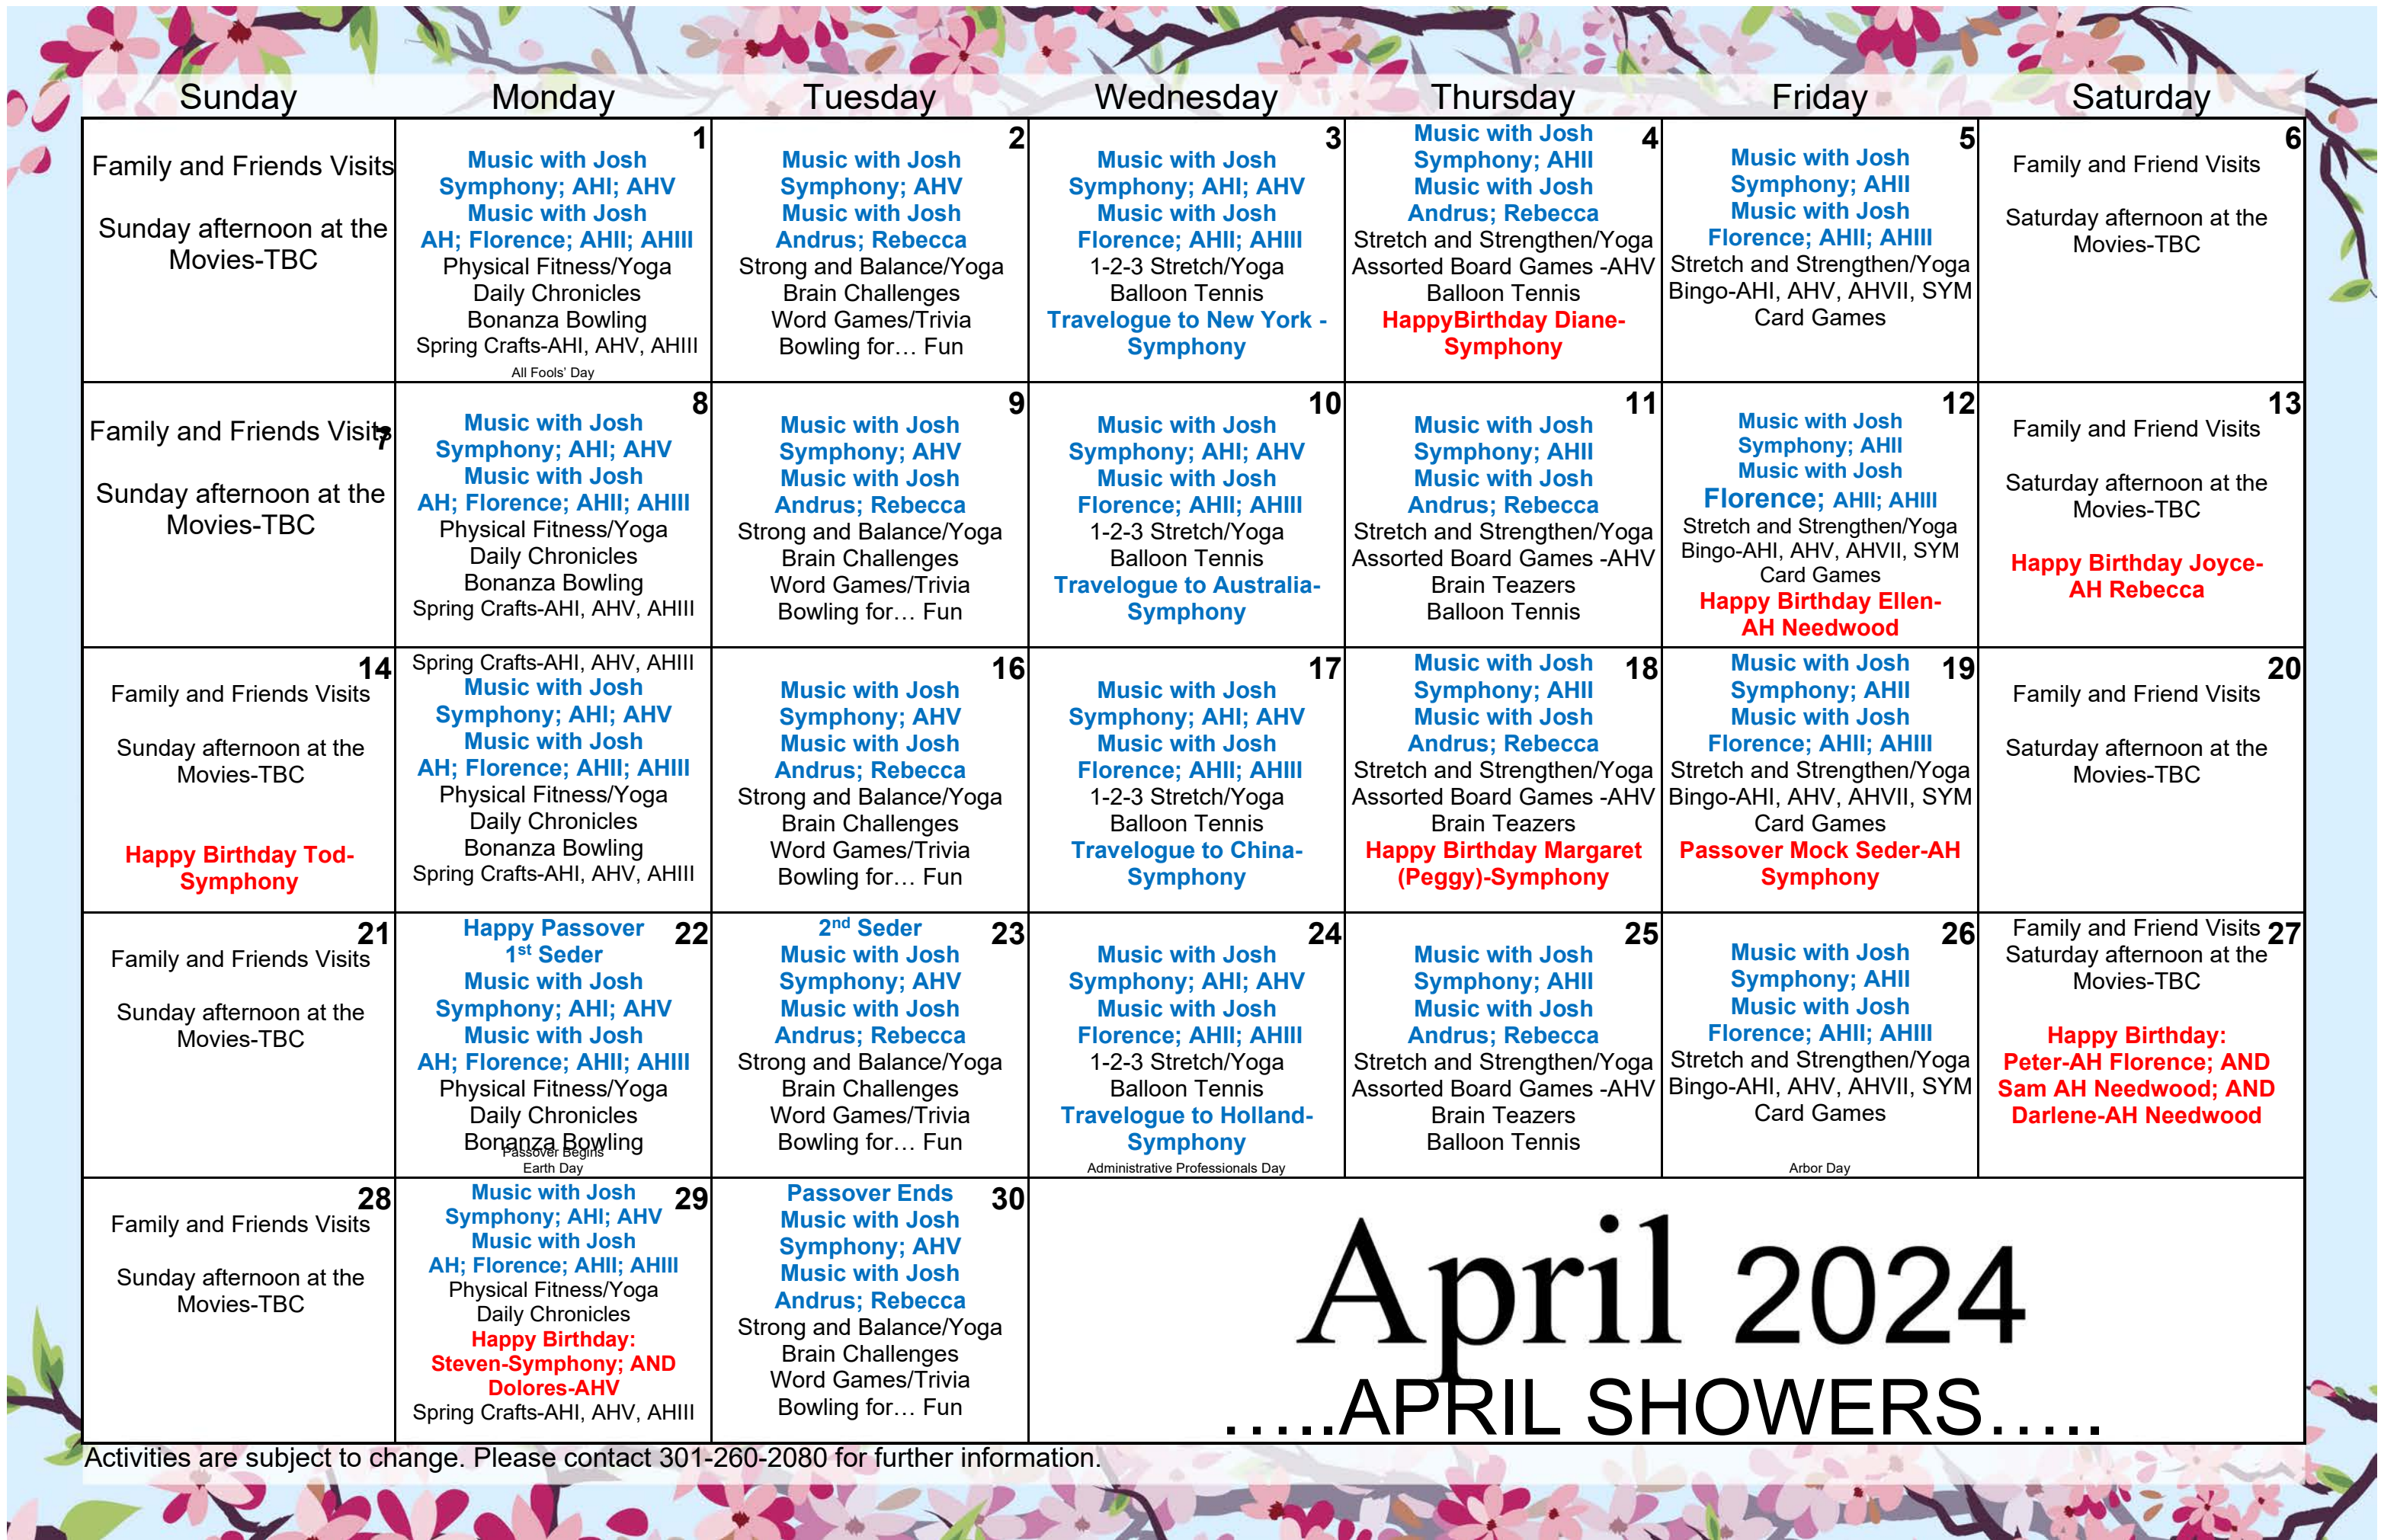 Sunday
Monday
Tuesday
Wednesday
Thursday
Friday
Saturday
Family and Friends Visits
Sunday afternoon at the
Movies-TBC
1
Music with Josh
Symphony; AHI; AHV
Music with Josh
AH; Florence; AHII; AHIII
Physical Fitness/Yoga
Daily Chronicles
Bonanza Bowling
Spring Crafts-AHI, AHV, AHIII
All Fools' Day
2
Music with Josh
Symphony; AHV
Music with Josh
Andrus; Rebecca
Strong and Balance/Yoga
Brain Challenges
Word Games/Trivia
Bowling for… Fun
3
Music with Josh
Symphony; AHI; AHV
Music with Josh
Florence; AHII; AHIII
1-2-3 Stretch/Yoga
Balloon Tennis
Travelogue to New York -
Symphony
4
Music with Josh
Symphony; AHII
Music with Josh
Andrus; Rebecca
Stretch and Strengthen/Yoga
Assorted Board Games -AHV
Balloon Tennis
HappyBirthday Diane-
Symphony
5
Music with Josh
Symphony; AHII
Music with Josh
Florence; AHII; AHIII
Stretch and Strengthen/Yoga
Bingo-AHI, AHV, AHVII, SYM
Card Games
6
Family and Friend Visits
Saturday afternoon at the
Movies-TBC
7
Family and Friends Visits
Sunday afternoon at the
Movies-TBC
8
Music with Josh
Symphony; AHI; AHV
Music with Josh
AH; Florence; AHII; AHIII
Physical Fitness/Yoga
Daily Chronicles
Bonanza Bowling
Spring Crafts-AHI, AHV, AHIII
9
Music with Josh
Symphony; AHV
Music with Josh
Andrus; Rebecca
Strong and Balance/Yoga
Brain Challenges
Word Games/Trivia
Bowling for… Fun
10
Music with Josh
Symphony; AHI; AHV
Music with Josh
Florence; AHII; AHIII
1-2-3 Stretch/Yoga
Balloon Tennis
Travelogue to Australia-
Symphony
11
Music with Josh
Symphony; AHII
Music with Josh
Andrus; Rebecca
Stretch and Strengthen/Yoga
Assorted Board Games -AHV
Brain Teazers
Balloon Tennis
12
Music with Josh
Symphony; AHII
Music with Josh
Florence; AHII; AHIII
Stretch and Strengthen/Yoga
Bingo-AHI, AHV, AHVII, SYM
Card Games
Happy Birthday Ellen-
AH Needwood
13
Family and Friend Visits
Saturday afternoon at the
Movies-TBC
Happy Birthday Joyce-
AH Rebecca
14
Family and Friends Visits
Sunday afternoon at the
Movies-TBC
Happy Birthday Tod-
Symphony
Spring Crafts-AHI, AHV, AHIII
Music with Josh
Symphony; AHI; AHV
Music with Josh
AH; Florence; AHII; AHIII
Physical Fitness/Yoga
Daily Chronicles
Bonanza Bowling
Spring Crafts-AHI, AHV, AHIII
16
Music with Josh
Symphony; AHV
Music with Josh
Andrus; Rebecca
Strong and Balance/Yoga
Brain Challenges
Word Games/Trivia
Bowling for… Fun
17
Music with Josh
Symphony; AHI; AHV
Music with Josh
Florence; AHII; AHIII
1-2-3 Stretch/Yoga
Balloon Tennis
Travelogue to China-
Symphony
18
Music with Josh
Symphony; AHII
Music with Josh
Andrus; Rebecca
Stretch and Strengthen/Yoga
Assorted Board Games -AHV
Brain Teazers
Happy Birthday Margaret
(Peggy)-Symphony
19
Music with Josh
Symphony; AHII
Music with Josh
Florence; AHII; AHIII
Stretch and Strengthen/Yoga
Bingo-AHI, AHV, AHVII, SYM
Card Games
Passover Mock Seder-AH
Symphony
20
Family and Friend Visits
Saturday afternoon at the
Movies-TBC
21
Family and Friends Visits
Sunday afternoon at the
Movies-TBC
22
Happy Passover
1st Seder
Music with Josh
Symphony; AHI; AHV
Music with Josh
AH; Florence; AHII; AHIII
Physical Fitness/Yoga
Daily Chronicles
Bonanza Bowling
Passover Begins
Earth Day
23
2nd Seder
Music with Josh
Symphony; AHV
Music with Josh
Andrus; Rebecca
Strong and Balance/Yoga
Brain Challenges
Word Games/Trivia
Bowling for… Fun
24
Music with Josh
Symphony; AHI; AHV
Music with Josh
Florence; AHII; AHIII
1-2-3 Stretch/Yoga
Balloon Tennis
Travelogue to Holland-
Symphony
Administrative Professionals Day
25
Music with Josh
Symphony; AHII
Music with Josh
Andrus; Rebecca
Stretch and Strengthen/Yoga
Assorted Board Games -AHV
Brain Teazers
Balloon Tennis
26
Music with Josh
Symphony; AHII
Music with Josh
Florence; AHII; AHIII
Stretch and Strengthen/Yoga
Bingo-AHI, AHV, AHVII, SYM
Card Games
Arbor Day
27
Family and Friend Visits
Saturday afternoon at the
Movies-TBC
Happy Birthday:
Peter-AH Florence; AND
Sam AH Needwood; AND
Darlene-AH Needwood
28
Family and Friends Visits
Sunday afternoon at the
Movies-TBC
29
Music with Josh
Symphony; AHI; AHV
Music with Josh
AH; Florence; AHII; AHIII
Physical Fitness/Yoga
Daily Chronicles
Happy Birthday:
Steven-Symphony; AND
Dolores-AHV
Spring Crafts-AHI, AHV, AHIII
30
Passover Ends
Music with Josh
Symphony; AHV
Music with Josh
Andrus; Rebecca
Strong and Balance/Yoga
Brain Challenges
Word Games/Trivia
Bowling for… Fun
April 2024
…..APRIL SHOWERS…..
Activities are subject to change. Please contact 301-260-2080 for further information.